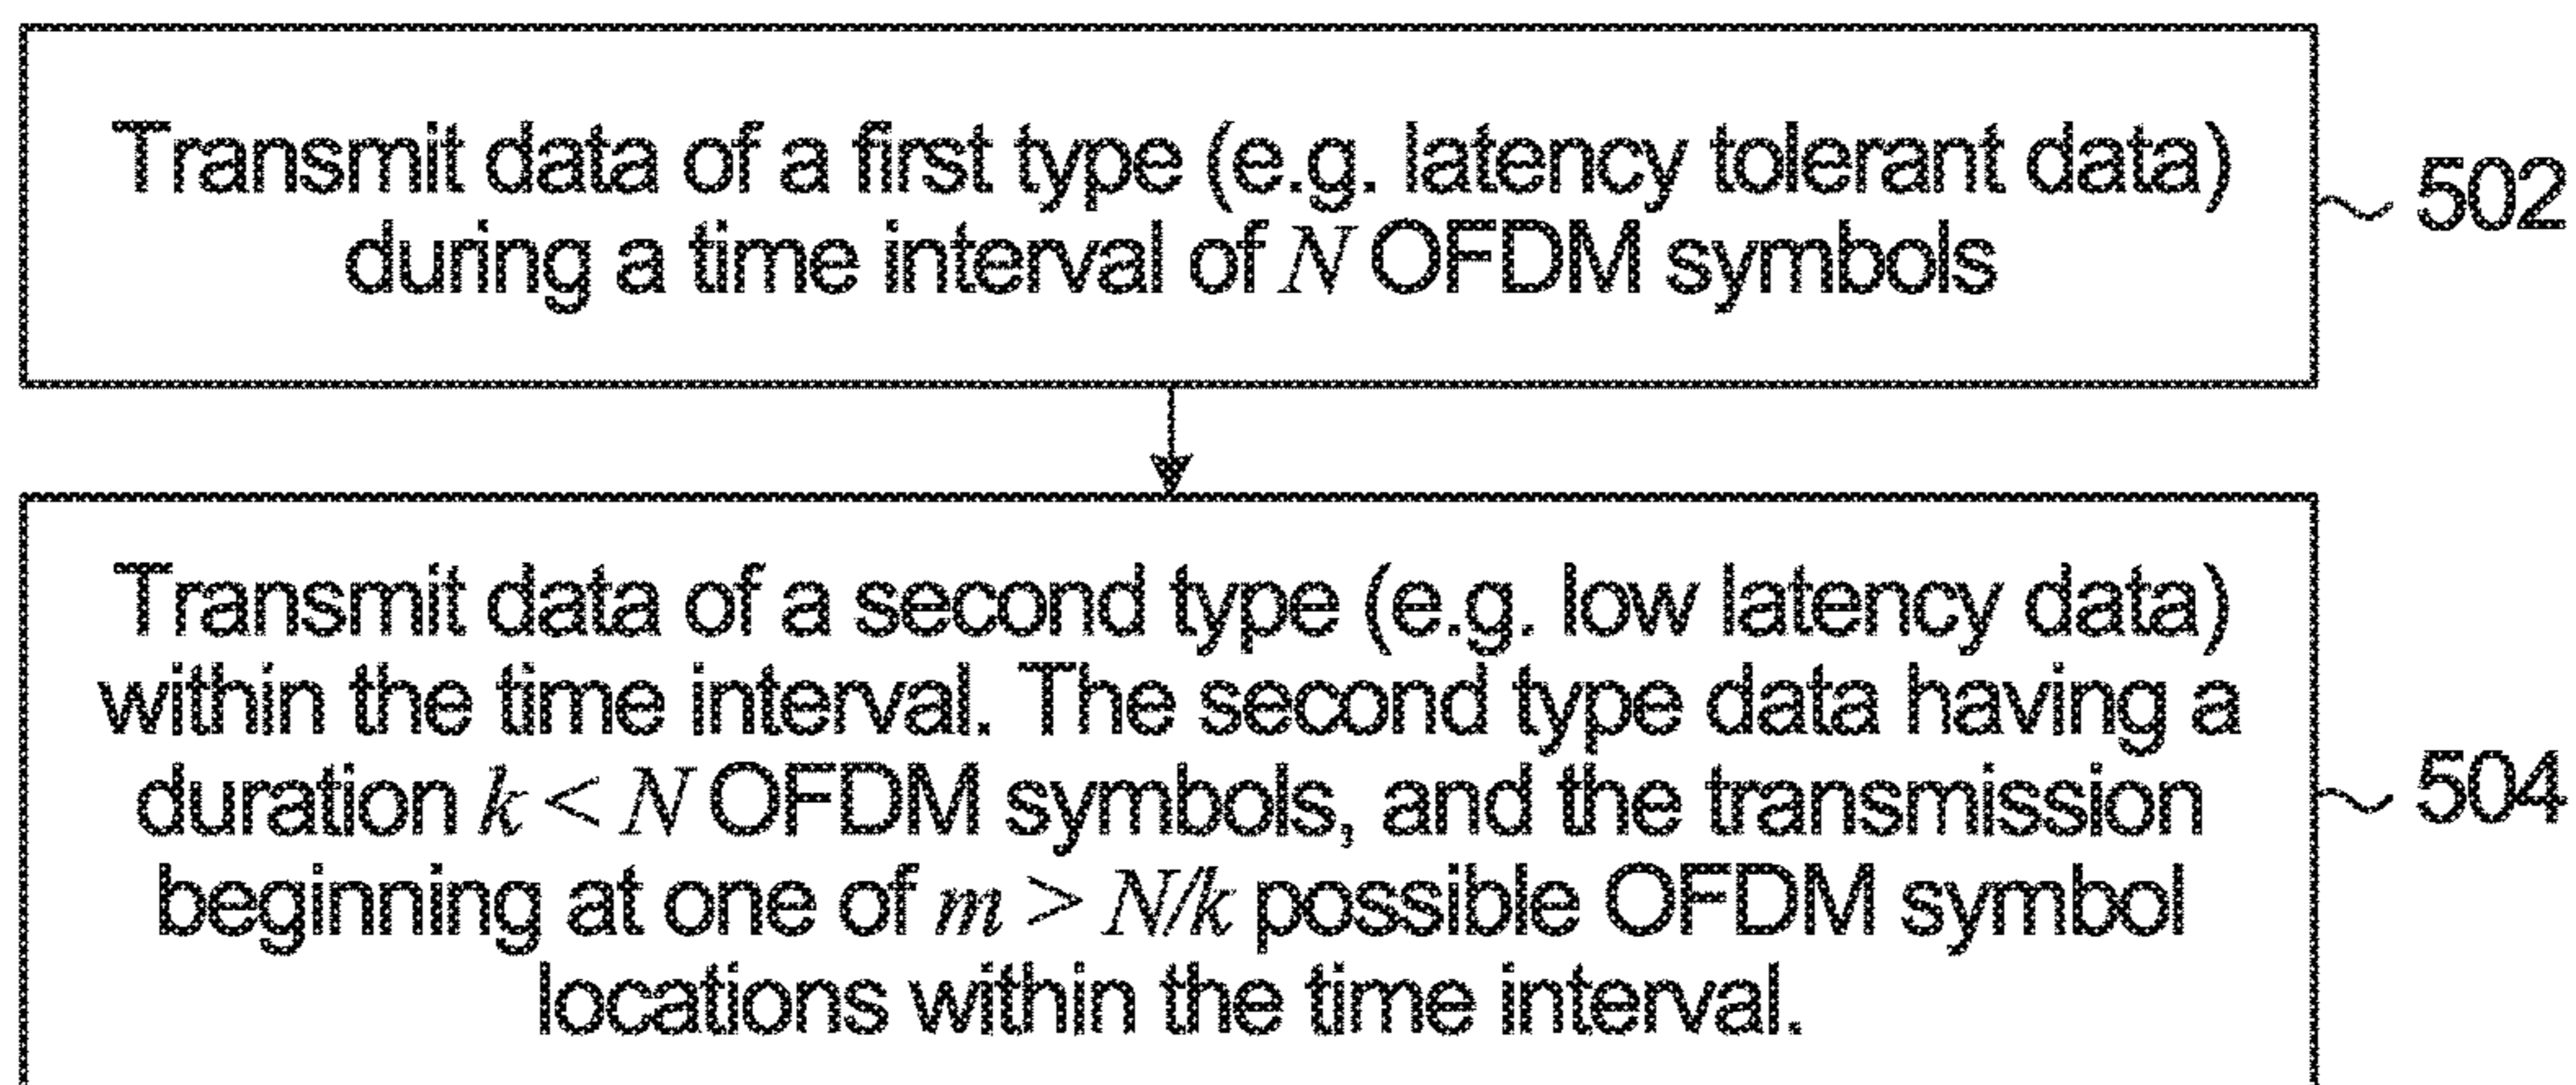 Transmit data of a first type (e.g. latency tolerant data)
during a time interval of N OFDM symbols
502
Transmit data of a second type (e.g. low latency data)
within the time interval. The second type data having a
duration k < N OFDM symbols, and the transmission
beginning at one of m > N/k possible OFDM symbol
locations within the time interval.
504